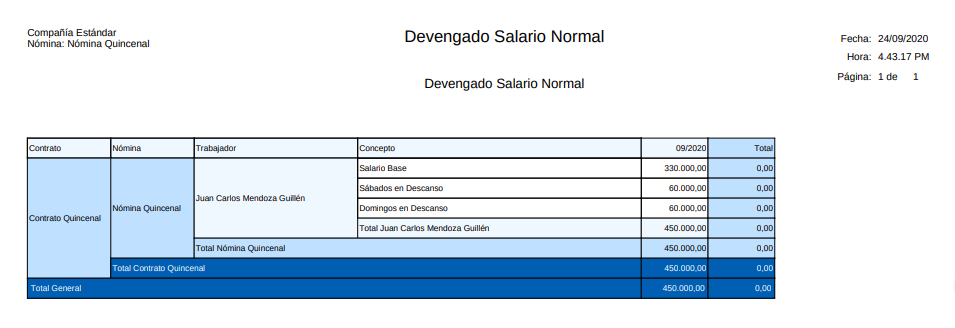 Compañía Estándar
Nómina: Nómina Quincenal
Devengado Salario Normal
Fecha: 24/09/2020
Hora: 4.43.17 PM
Página: 1 de 1
Devengado Salario Normal
Contrato Nómina Trabajador Concepto 09/2020 Total
Contrato Quincenal Nómina Quincenal Juan Carlos Mendoza Guillén Salario Base 330.000,00 0,00
Sábados en Descanso 60.000,00 0,00
Domingos en Descanso 60.000,00 0,00
Total Juan Carlos Mendoza Guillén 450.000,00 0,00
Total Nómina Quincenal 450.000,00 0,00
Total Contrato Quincenal 450.000,00 0,00
Total General 450.000,00 0,00